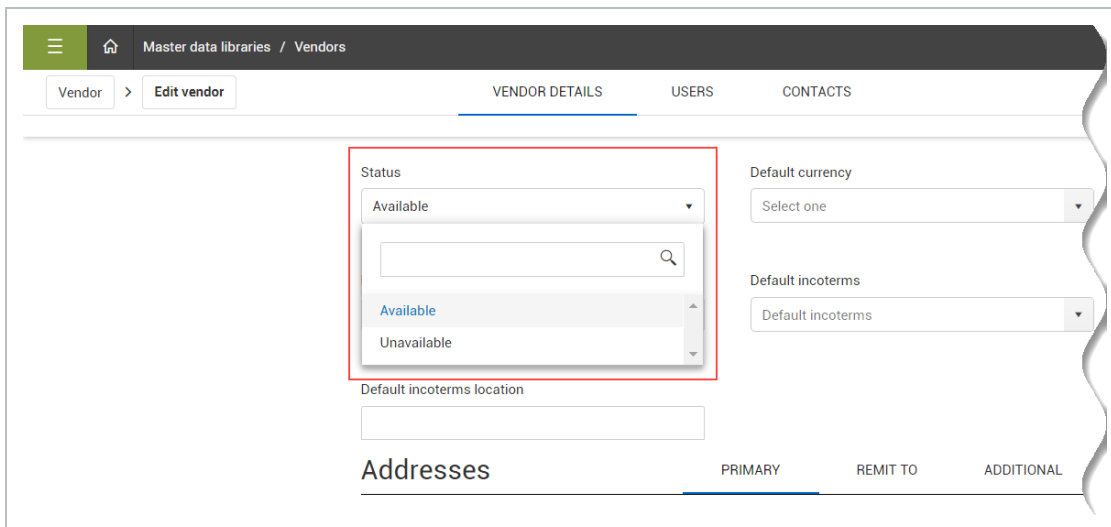 Master data libraries / Vendors
Vendor > Edit vendor VENDOR DETAILS USERS CONTACTS
Status Default currency
Available Select one
Default incoterms
Available Default incoterms
Unavailable
Default incoterms location
Addresses PRIMARY REMIT TO ADDITIONAL